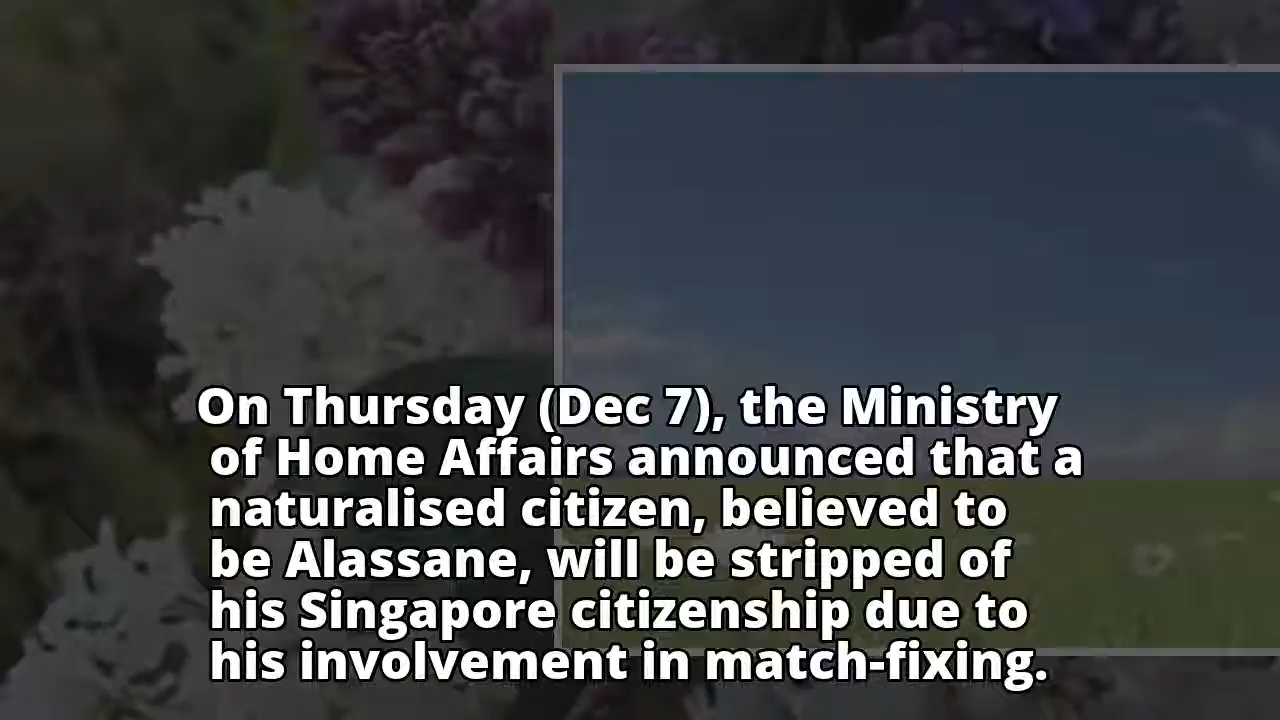 On Thursday (Dec 7), the Ministry
of Home Affairs announced that a
naturalised citizen, believed to
be Alassane, will be stripped of
his Singapore citizenship due to
his involvement in match-fixing.